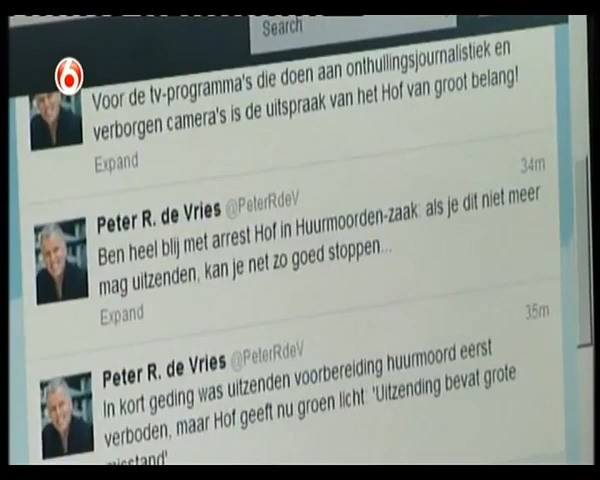 Search
6
Voor de tv-programma's die doen aan onthullingsjournalistiek en
verborgen camera's is de uitspraak van het Hof van groot belang!
Expand
34m
Peter R. de Vries @PeterRdeV
Ben heel blij met arrest Hof in Huurmoorden-zaak: als je dit niet meer
mag uitzenden, kan je net zo goed stoppen...
Expand
35m
Peter R. de Vries @PeterRdeV
In kort geding was uitzenden voorbereiding huurmoord eerst
verboden, maar Hof geeft nu groen licht: 'Uitzending bevat grote
misstand'